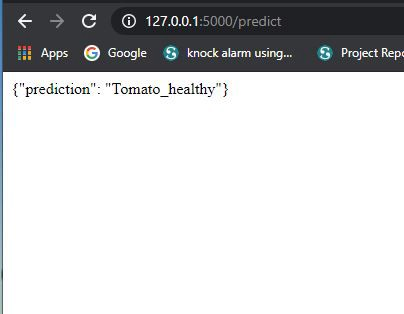 127.0.0.1:5000/predict
Apps Google knock alarm using... Project Repo
{"prediction": "Tomato_healthy"}